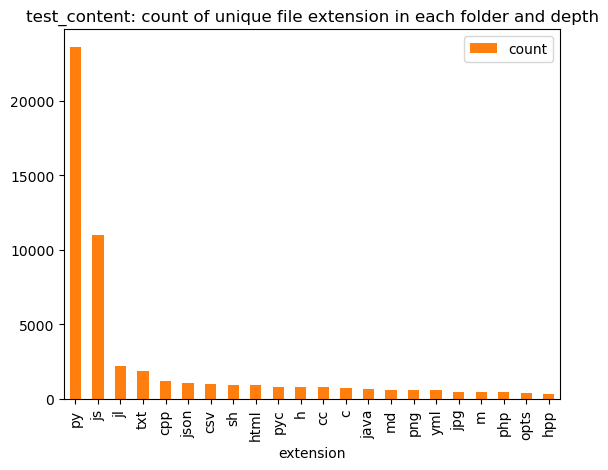 test_content: count of unique file extension in each folder and depth
count
20000
15000
10000
5000
0
py
js
jl
txt
cpp
json
csv
sh
html
pyc
h
cc
c
java
md
png
yml
jpg
m
php
opts
hpp
extension